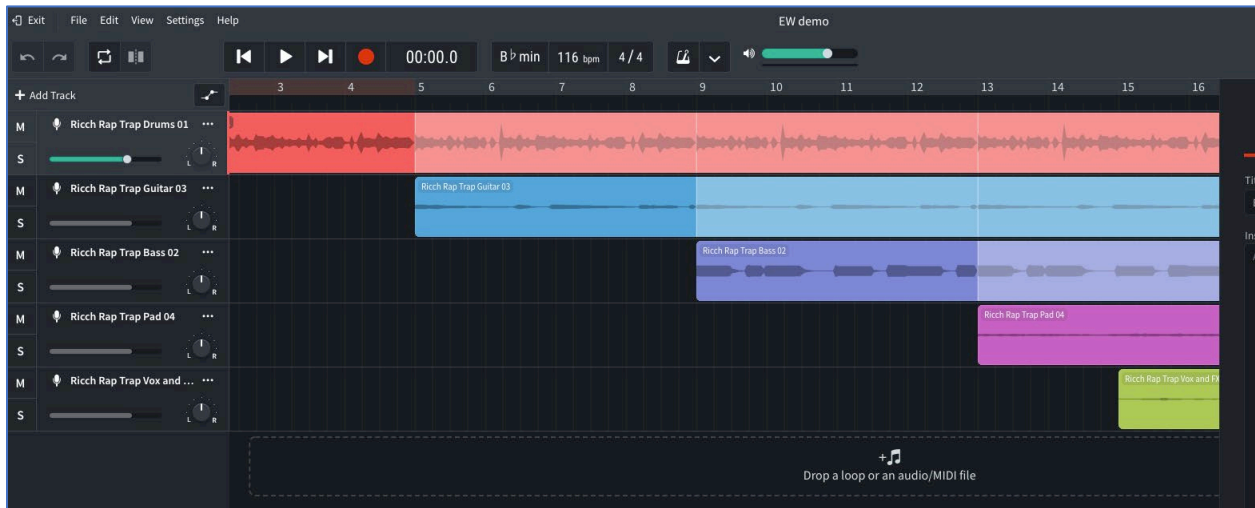 Exit File Edit View Settings Help EW demo
00:00.0 B♭ min 116 bpm 4/4
+ Add Track 3 4 5 6 7 8 9 10 11 12 13 14 15 16
M Ricch Rap Trap Drums 01 ...
S L R
M Ricch Rap Trap Guitar 03 ... Ricch Rap Trap Guitar 03
S L R
M Ricch Rap Trap Bass 02 ... Ricch Rap Trap Bass 02
S L R
M Ricch Rap Trap Pad 04 ... Ricch Rap Trap Pad 04
S L R
M Ricch Rap Trap Vox and ... ... Ricch Rap Trap Vox and FX
S L R
Drop a loop or an audio/MIDI file